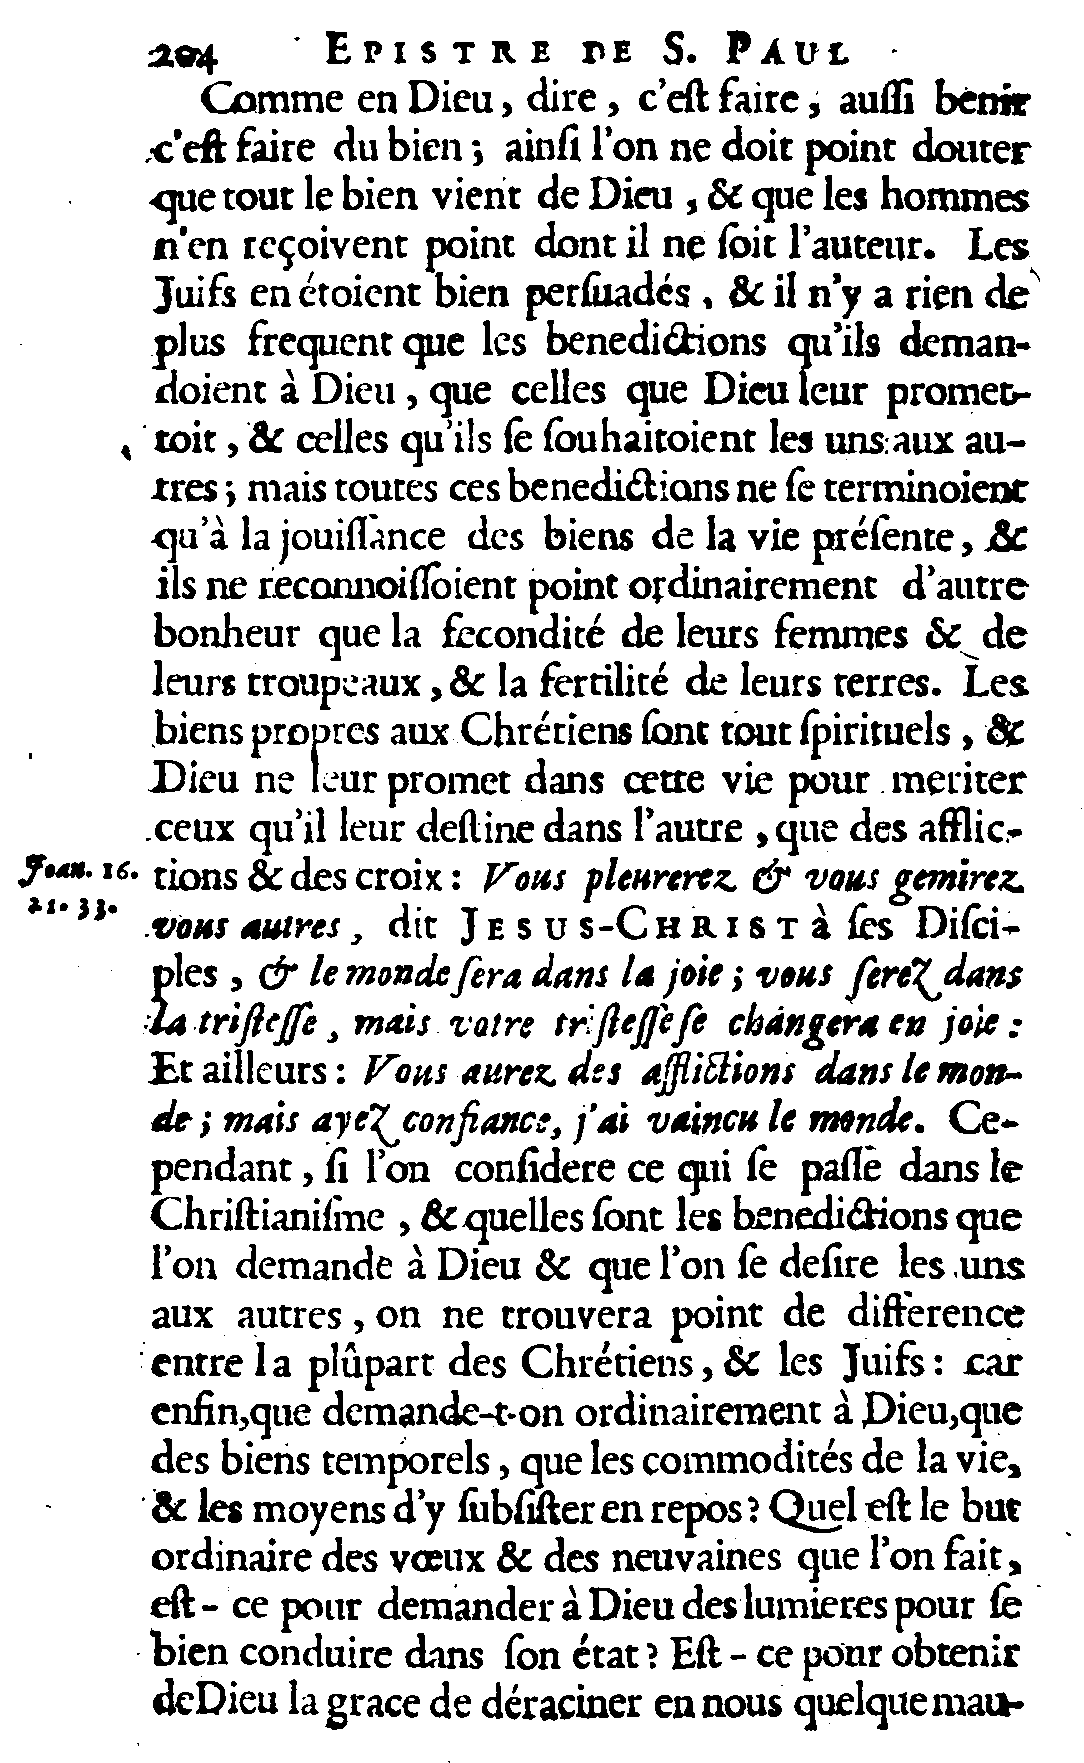 204 EPISTRE DE S. PAUL
Comme en Dieu, dire, c'eſt faire, auſſi benir
c'eſt faire du bien; ainſi l'on ne doit point douter
que tout le bien vient de Dieu, & que les hommes
n'en reçoivent point dont il ne ſoit l'auteur. Les
Juifs en étoient bien perſuadés, & il n'y a rien de
plus frequent que les benedictions qu'ils deman-
doient à Dieu, que celles que Dieu leur promet-
toit, & celles qu'ils ſe ſouhaitoient les uns aux au-
tres; mais toutes ces benedictions ne ſe terminoient
qu'à la jouiſſance des biens de la vie préſente, &
ils ne reconnoiſſoient point ordinairement d'autre
bonheur que la fecondité de leurs femmes & de
leurs troupeaux, & la fertilité de leurs terres. Les
biens propres aux Chrétiens ſont tout ſpirituels, &
Dieu ne leur promet dans cette vie pour meriter
ceux qu'il leur deſtine dans l'autre, que des afflic-
Joan. 16. tions & des croix: Vous pleurerez & vous gemirez
21. 33. vous autres, dit JESUS-CHRIST à ſes Diſci-
ples, & le monde ſera dans la joie; vous ſerez dans
la triſteſſe, mais votre triſteſſe ſe changera en joie:
Et ailleurs: Vous aurez des afflictions dans le mon-
de; mais ayez confiance, j'ai vaincu le monde. Ce-
pendant, ſi l'on conſidere ce qui ſe paſſe dans le
Chriſtianiſme, & quelles ſont les benedictions que
l'on demande à Dieu & que l'on ſe deſire les uns
aux autres, on ne trouvera point de difference
entre la plûpart des Chrétiens, & les Juifs: car
enfin, que demande-t-on ordinairement à Dieu, que
des biens temporels, que les commodités de la vie,
& les moyens d'y ſubſiſter en repos? Quel eſt le but
ordinaire des vœux & des neuvaines que l'on fait,
eſt-ce pour demander à Dieu des lumieres pour ſe
bien conduire dans ſon état? Eſt-ce pour obtenir
de Dieu la grace de déraciner en nous quelque mau-